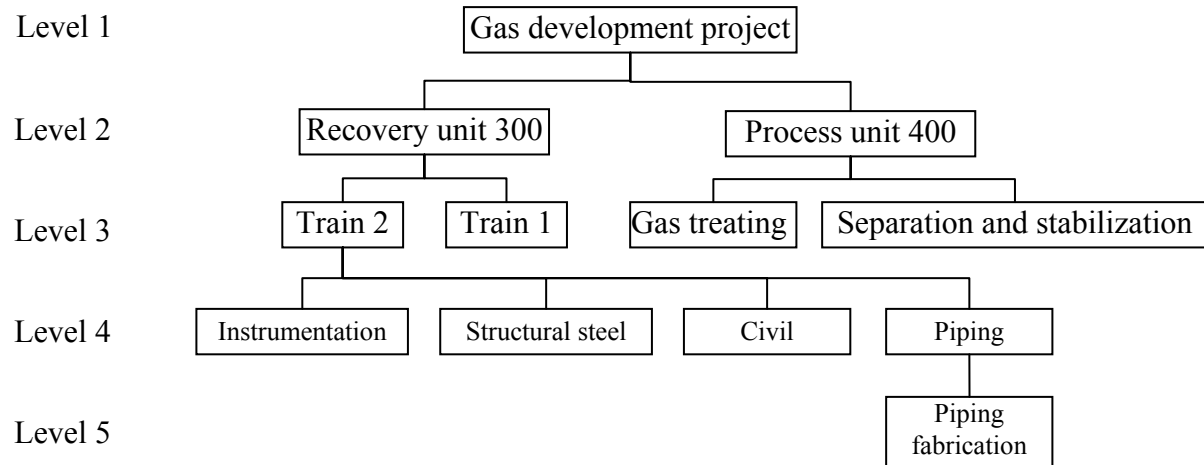 Level 1
Gas development project
Level 2
Recovery unit 300
Process unit 400
Level 3
Train 2
Train 1
Gas treating
Separation and stabilization
Level 4
Instrumentation
Structural steel
Civil
Piping
Level 5
Piping
fabrication